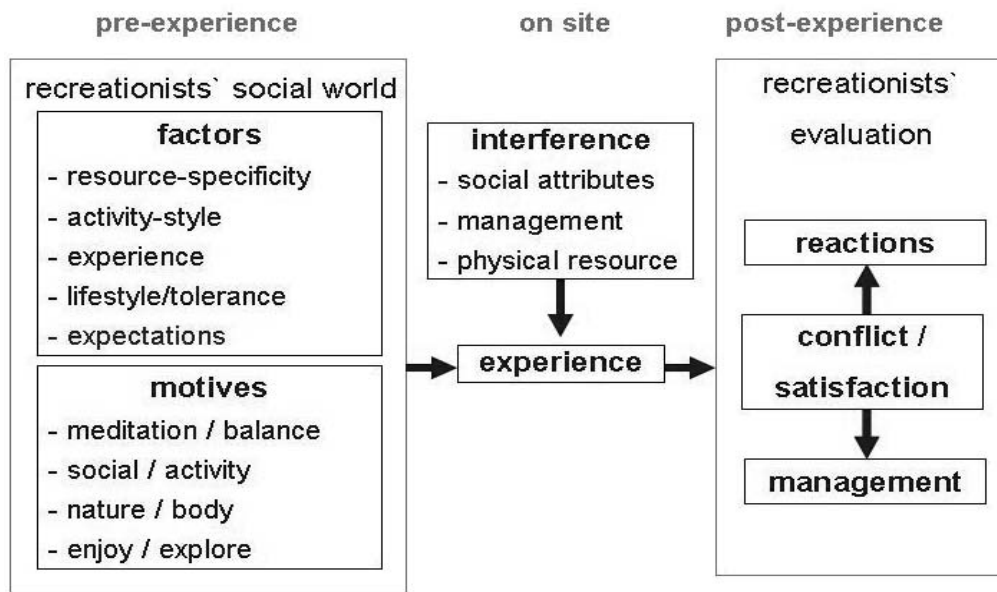 pre-experience
on site
post-experience
recreationists` social world
factors
- resource-specificity
- activity-style
- experience
- lifestyle/tolerance
- expectations
motives
- meditation / balance
- social / activity
- nature / body
- enjoy / explore
interference
- social attributes
- management
- physical resource
experience
recreationists`
evaluation
reactions
conflict /
satisfaction
management